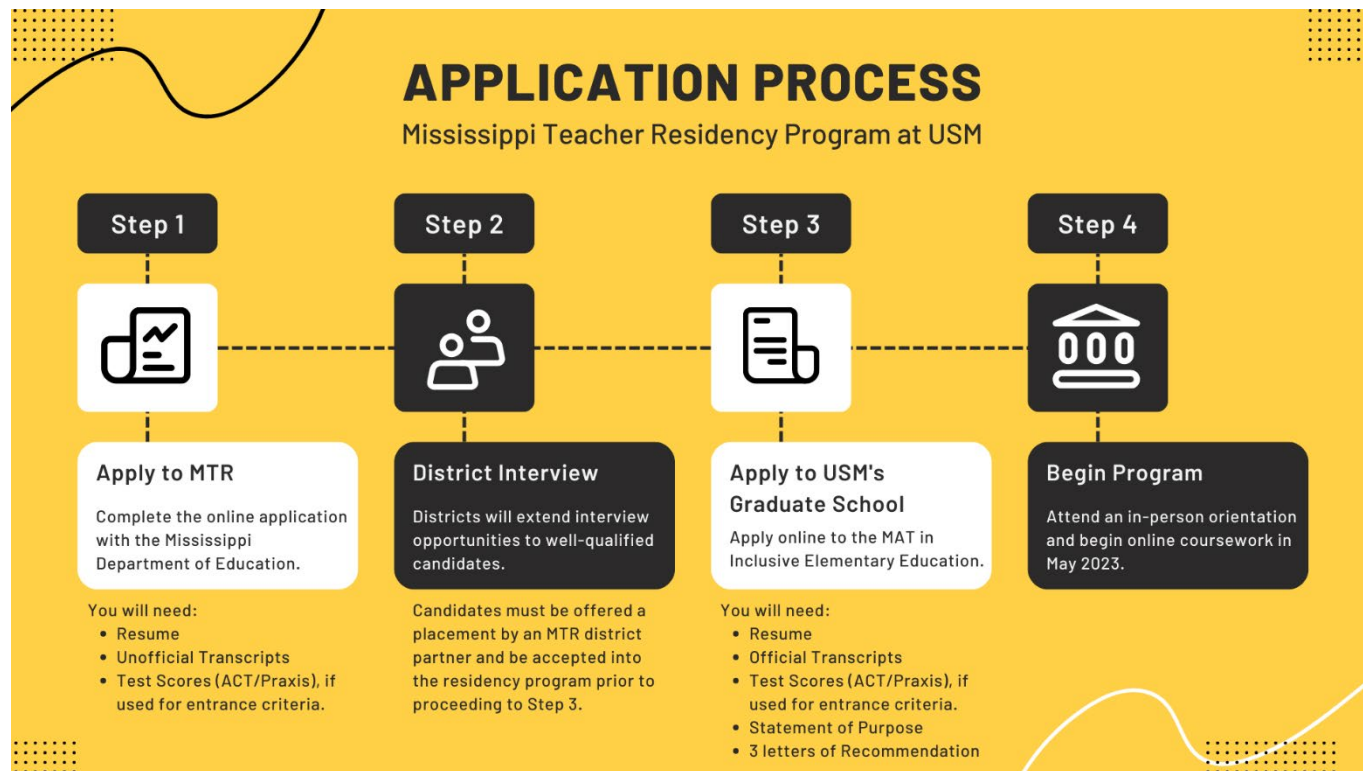 APPLICATION PROCESS
Mississippi Teacher Residency Program at USM
Step 1
Apply to MTR
Complete the online application
with the Mississippi
Department of Education.
You will need:
• Resume
• Unofficial Transcripts
• Test Scores (ACT/Praxis), if
used for entrance criteria.
Step 2
District Interview
Districts will extend interview
opportunities to well-qualified
candidates.
Candidates must be offered a
placement by an MTR district
partner and be accepted into
the residency program prior to
proceeding to Step 3.
Step 3
Apply to USM's
Graduate School
Apply online to the MAT in
Inclusive Elementary Education.
You will need:
• Resume
• Official Transcripts
• Test Scores (ACT/Praxis), if
used for entrance criteria.
• Statement of Purpose
• 3 letters of Recommendation
Step 4
Begin Program
Attend an in-person orientation
and begin online coursework in
May 2023.